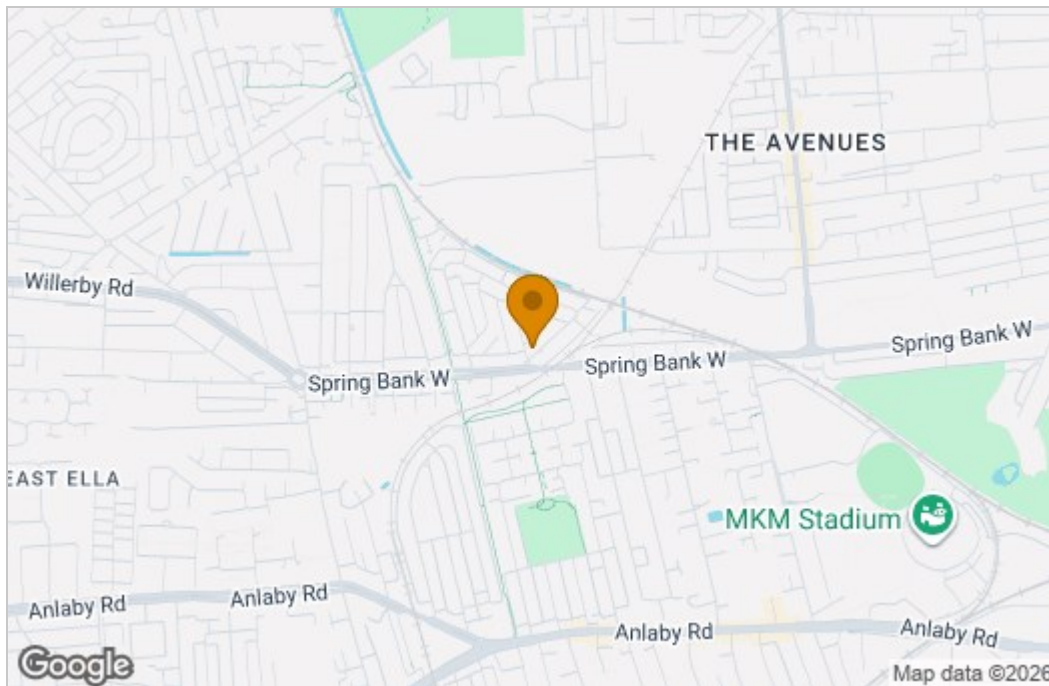 THE AVENUES
Willerby Rd
Spring Bank W
Spring Bank W
Spring Bank W
EAST ELLA
MKM Stadium
Anlaby Rd
Anlaby Rd
Anlaby Rd
Anlaby Rd
Google
Map data ©2026